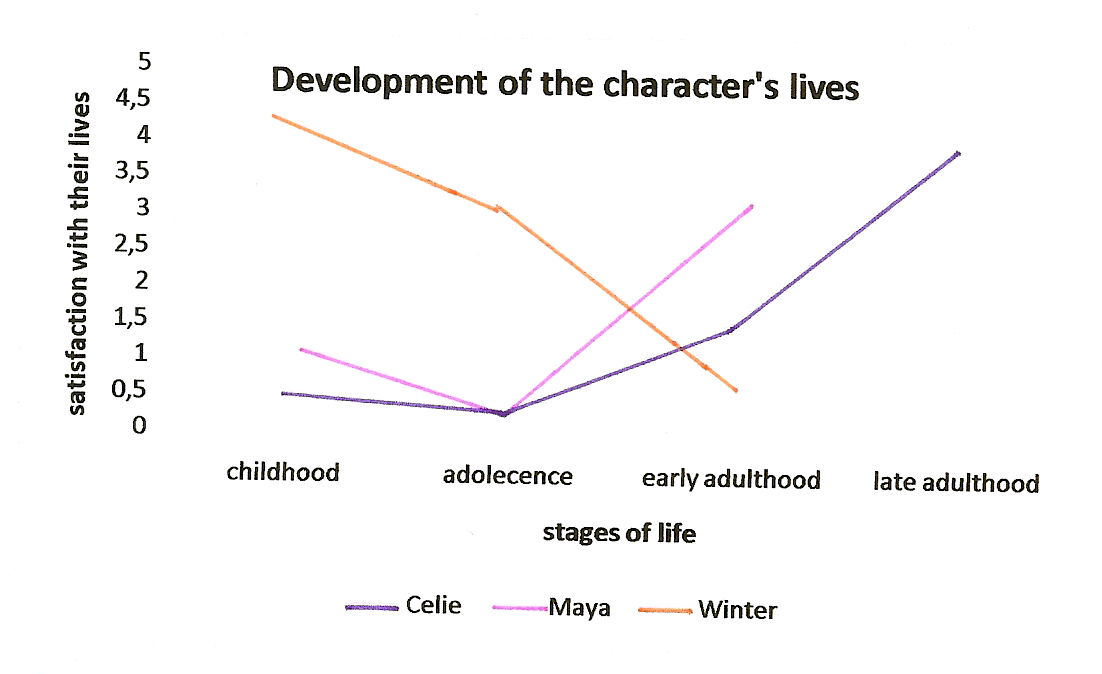 Development of the character's lives
satisfaction with their lives
5
4,5
4
3,5
3
2,5
2
1,5
1
0,5
0
childhood adolecence early adulthood late adulthood
stages of life
Celie Maya Winter